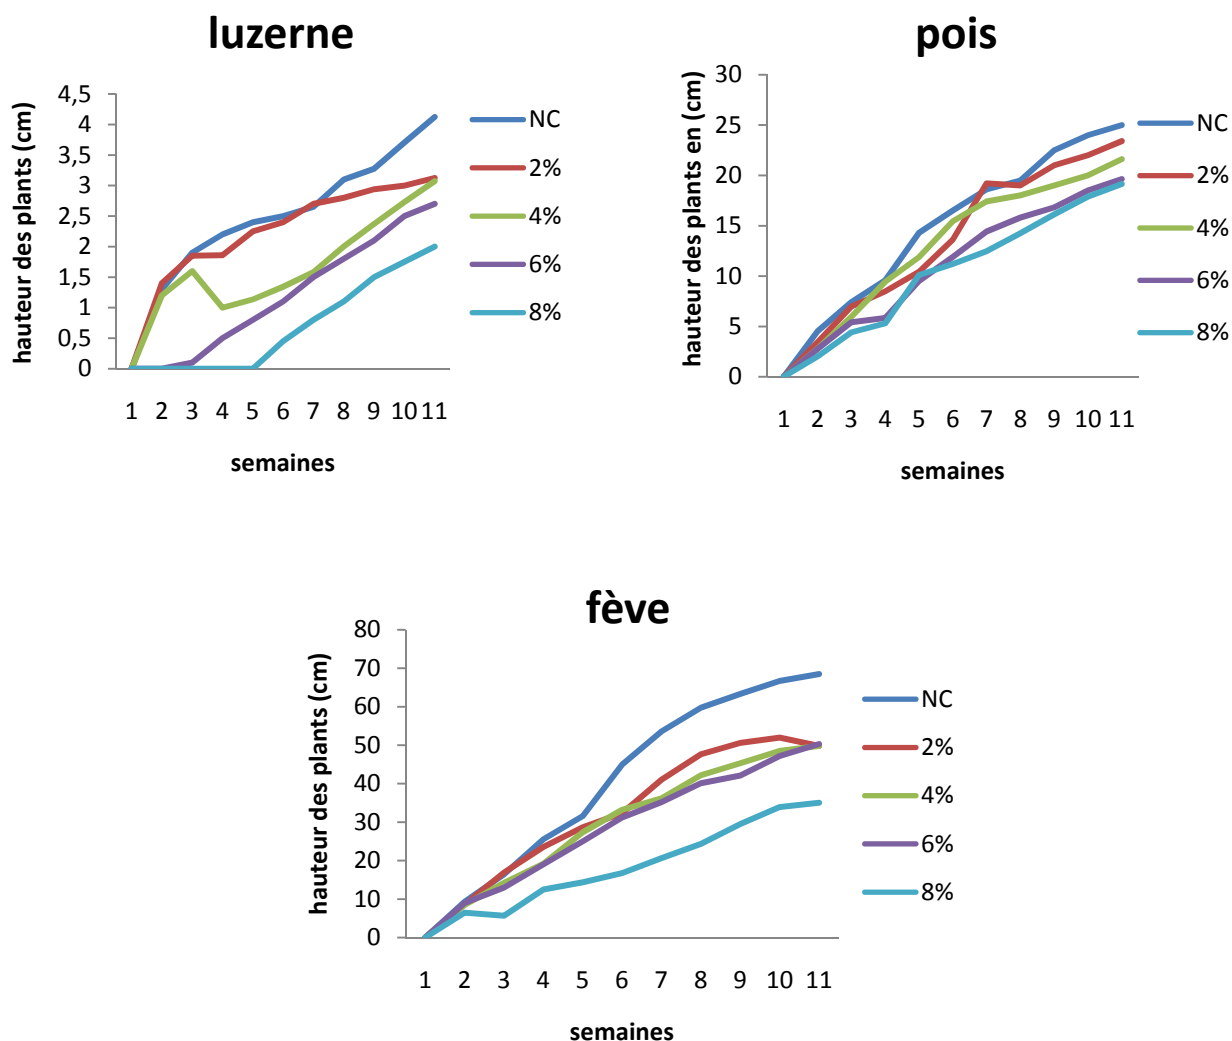 luzerne
hauteur des plants (cm)
4,5
4
3,5
3
2,5
2
1,5
1
0,5
0
1 2 3 4 5 6 7 8 9 10 11
semaines
NC
2%
4%
6%
8%
pois
hauteur des plants en (cm)
30
25
20
15
10
5
0
1 2 3 4 5 6 7 8 9 10 11
semaines
NC
2%
4%
6%
8%
fève
hauteur des plants (cm)
80
70
60
50
40
30
20
10
0
1 2 3 4 5 6 7 8 9 10 11
semaines
NC
2%
4%
6%
8%